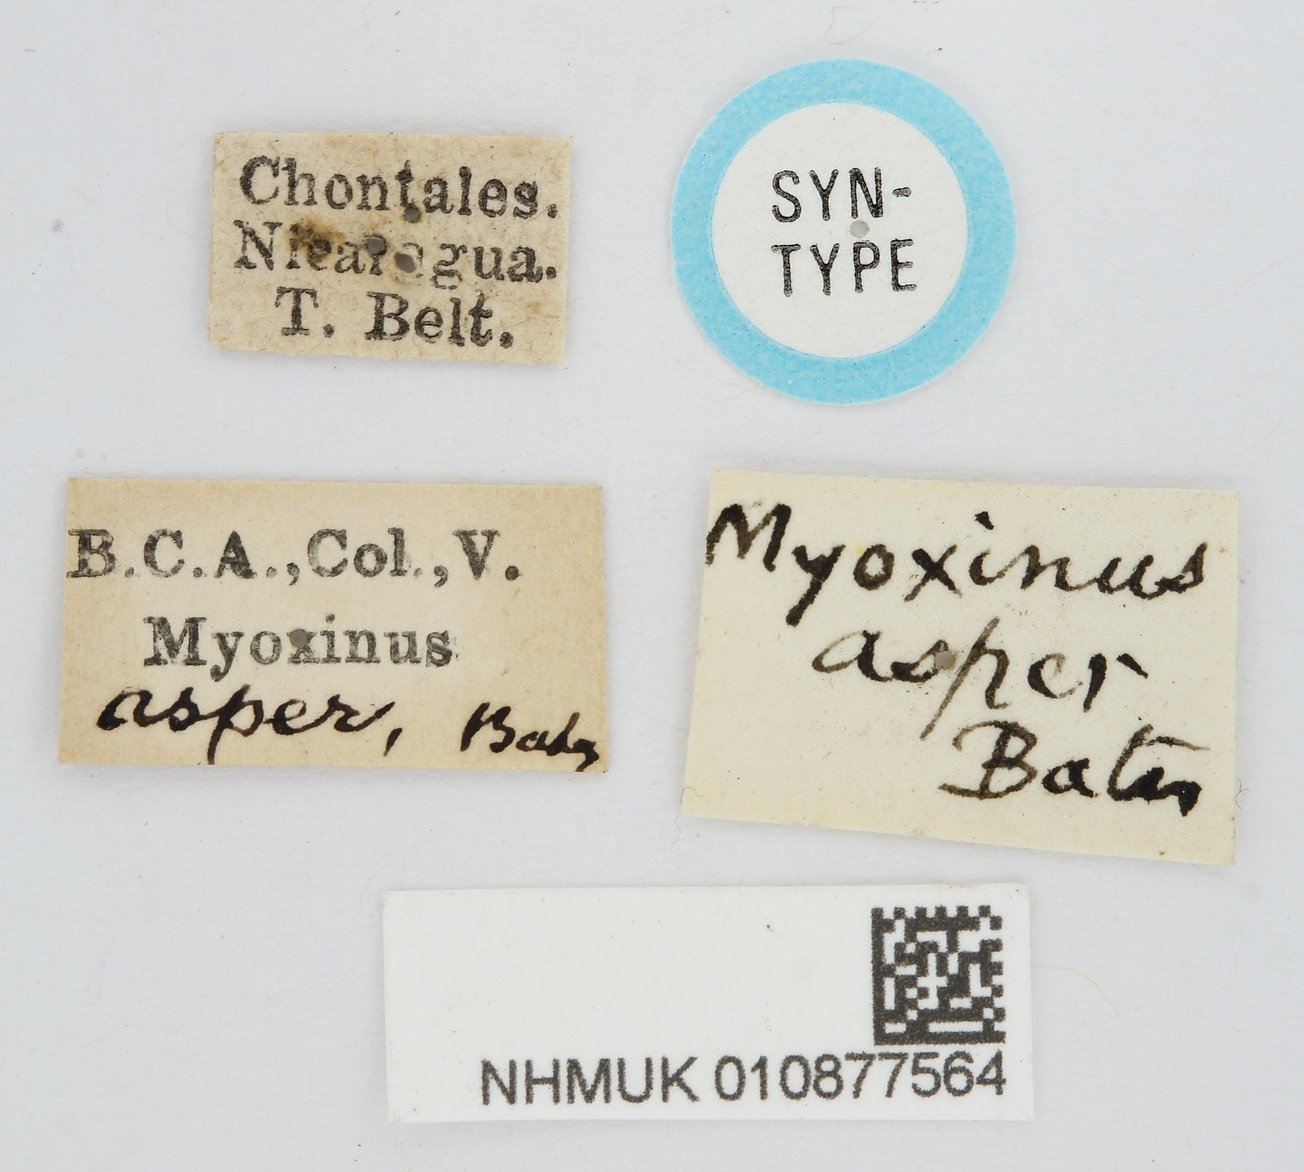 Chontales.
Nicaragua.
T. Belt.
SYN-
TYPE
B.C.A., Col., V.
Myoxinus
asper, Bates
Myoxinus
asper
Bates
NHMUK 010877564